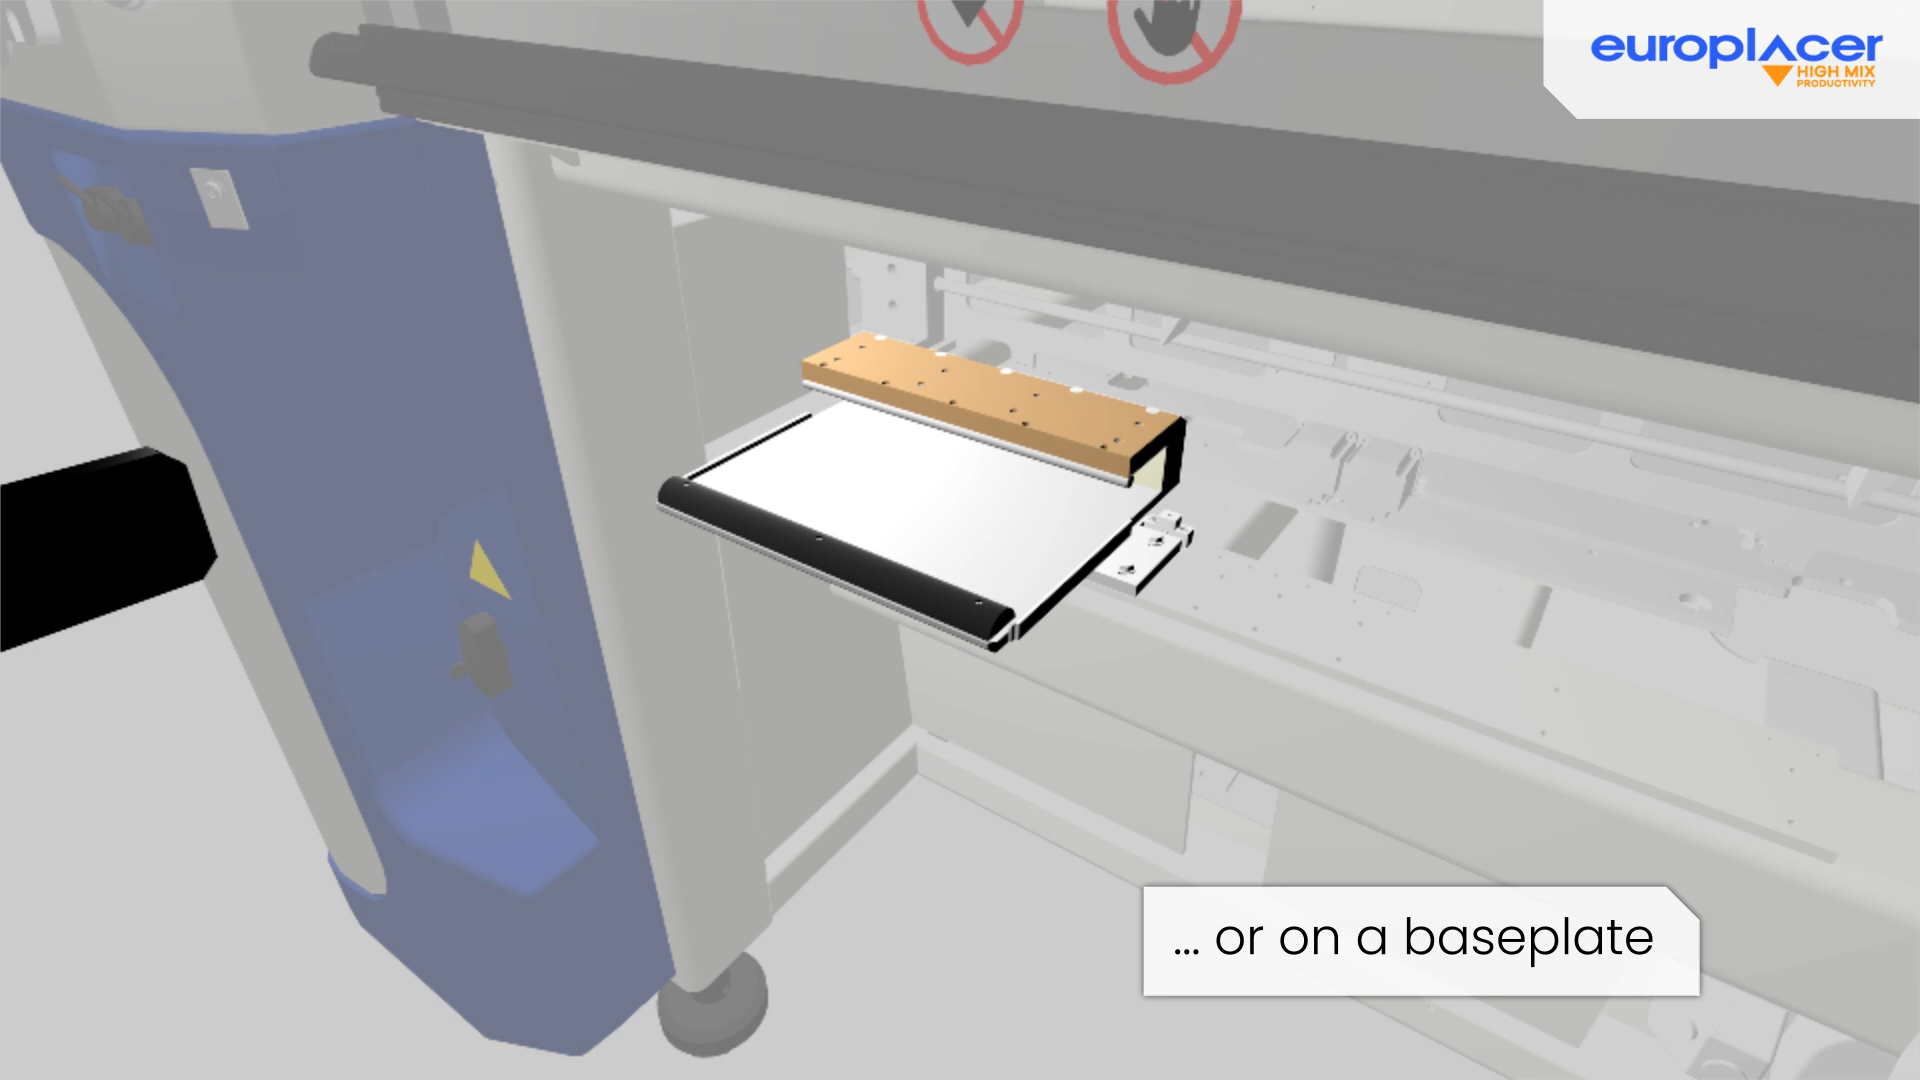 europlacer
HIGH MIX
PRODUCTIVITY
... or on a baseplate